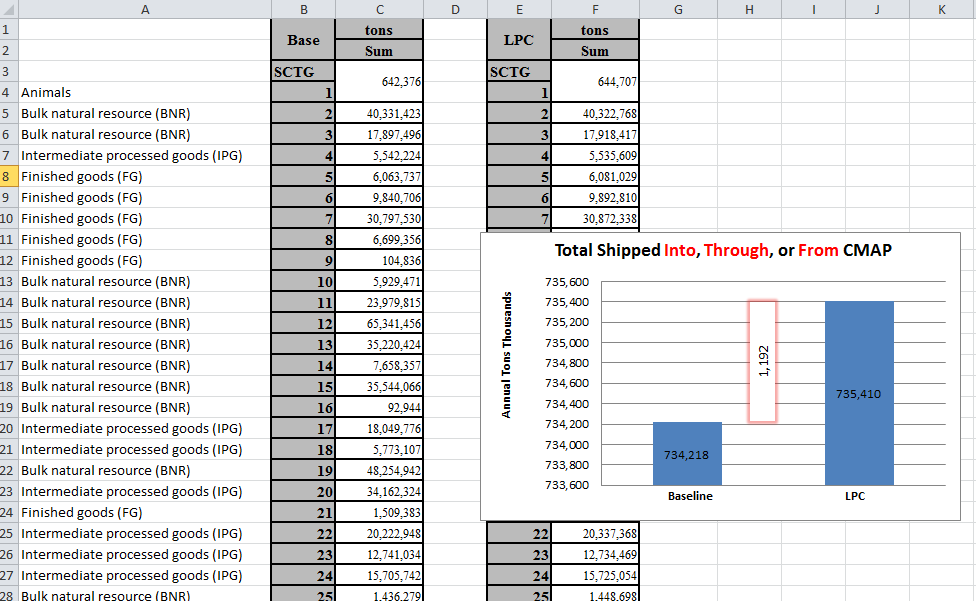 A B C D E F G H I J K
1 Base tons LPC tons
2 Sum Sum
3 SCTG 642,376 SCTG 644,707
4 Animals 1 1
5 Bulk natural resource (BNR) 2 40,331,423 2 40,322,768
6 Bulk natural resource (BNR) 3 17,897,496 3 17,918,417
7 Intermediate processed goods (IPG) 4 5,542,224 4 5,535,609
8 Finished goods (FG) 5 6,063,737 5 6,081,029
9 Finished goods (FG) 6 9,840,706 6 9,892,810
10 Finished goods (FG) 7 30,797,530 7 30,872,338
11 Finished goods (FG) 8 6,699,356
12 Finished goods (FG) 9 104,836
13 Bulk natural resource (BNR) 10 5,929,471
14 Bulk natural resource (BNR) 11 23,979,815
15 Bulk natural resource (BNR) 12 65,341,456
16 Bulk natural resource (BNR) 13 35,220,424
17 Bulk natural resource (BNR) 14 7,658,357
18 Bulk natural resource (BNR) 15 35,544,066
19 Bulk natural resource (BNR) 16 92,944
20 Intermediate processed goods (IPG) 17 18,049,776
21 Intermediate processed goods (IPG) 18 5,773,107
22 Bulk natural resource (BNR) 19 48,254,942
23 Intermediate processed goods (IPG) 20 34,162,324
24 Finished goods (FG) 21 1,509,383
25 Intermediate processed goods (IPG) 22 20,222,948 22 20,337,368
26 Intermediate processed goods (IPG) 23 12,741,034 23 12,734,469
27 Intermediate processed goods (IPG) 24 15,705,742 24 15,725,054
28 Bulk natural resource (BNR) 25 1,436,279 25 1,448,698
Total Shipped Into, Through, or From CMAP
Annual Tons Thousands
735,600
735,400
735,200
735,000
734,800
734,600
734,400
734,200
734,000
733,800
733,600
734,218
1,192
735,410
Baseline LPC